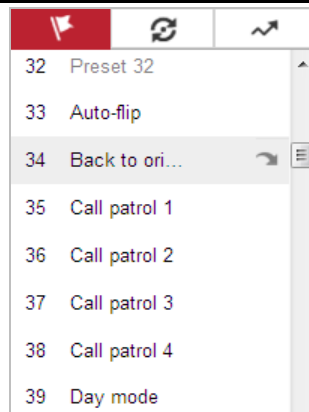 32 Preset 32
33 Auto-flip
34 Back to ori...
35 Call patrol 1
36 Call patrol 2
37 Call patrol 3
38 Call patrol 4
39 Day mode